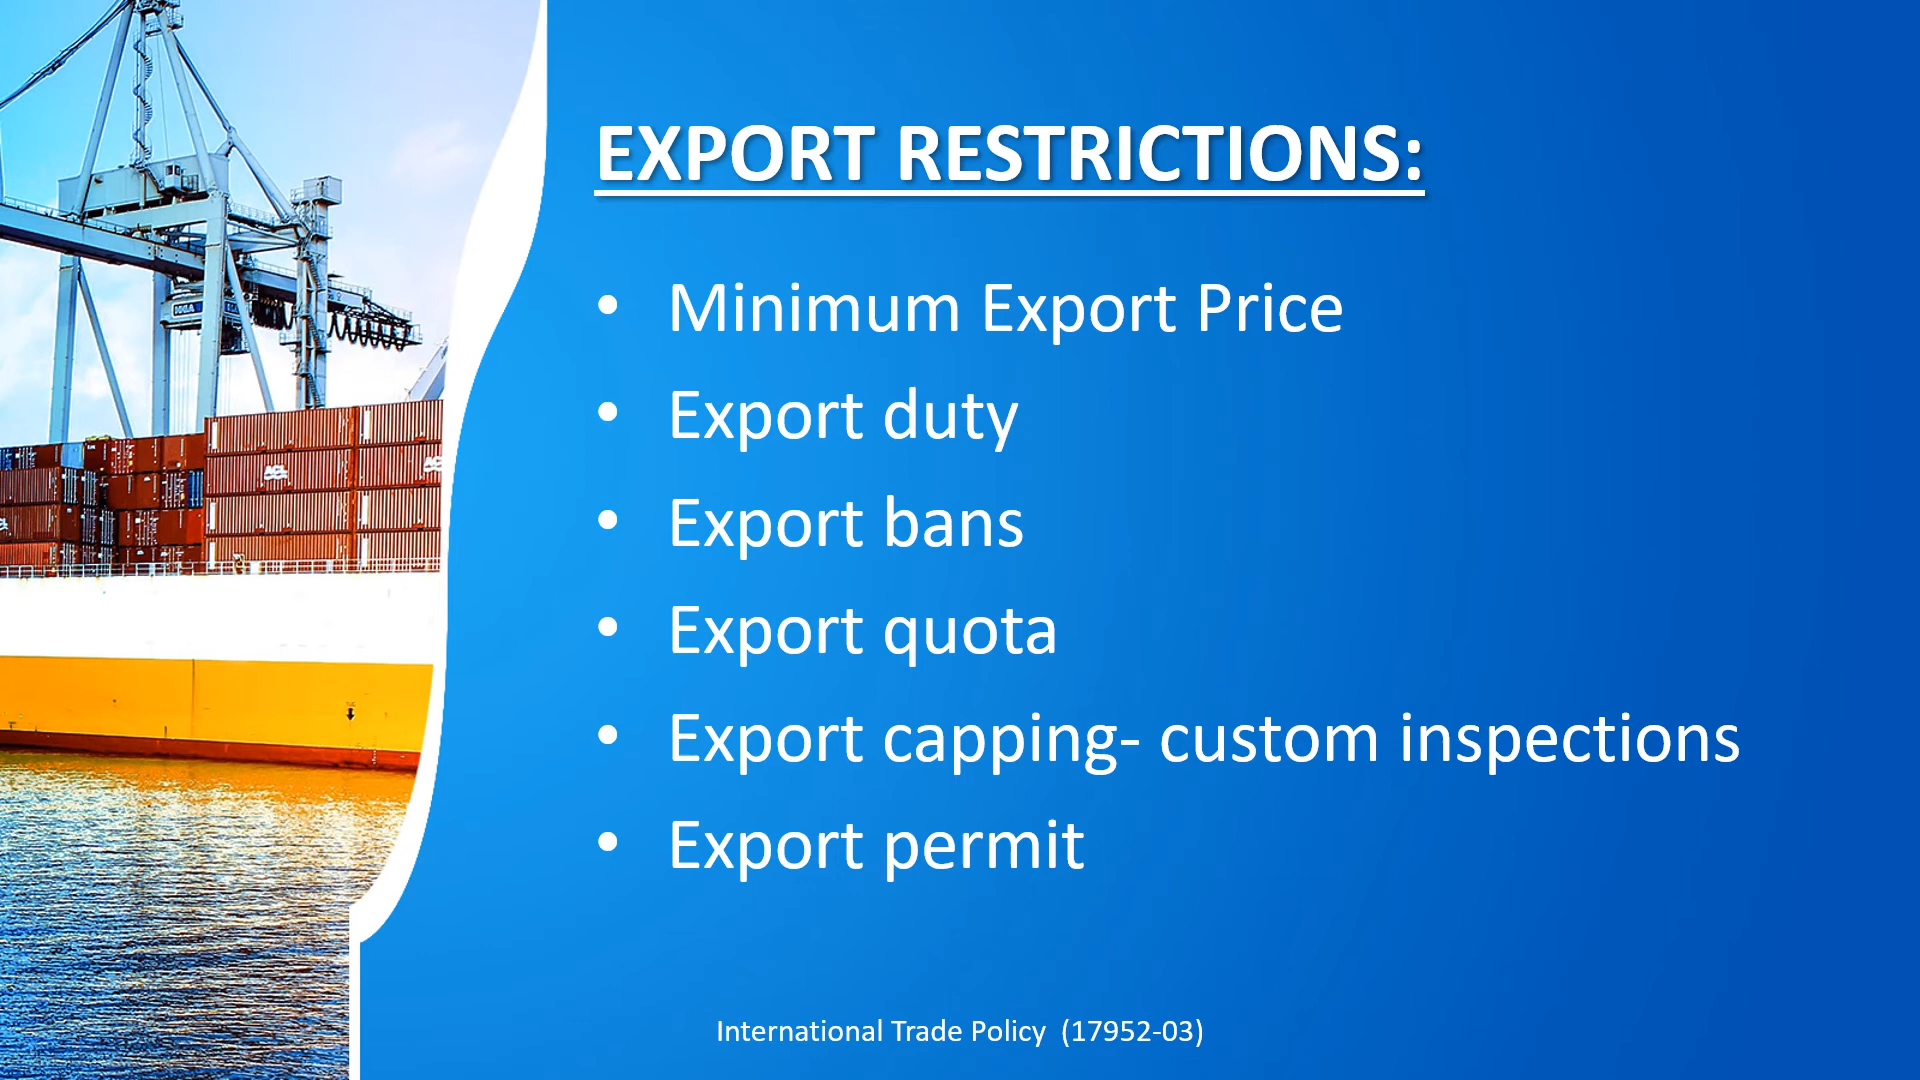 EXPORT RESTRICTIONS:
• Minimum Export Price
• Export duty
• Export bans
• Export quota
• Export capping- custom inspections
• Export permit
International Trade Policy (17952-03)
ACL